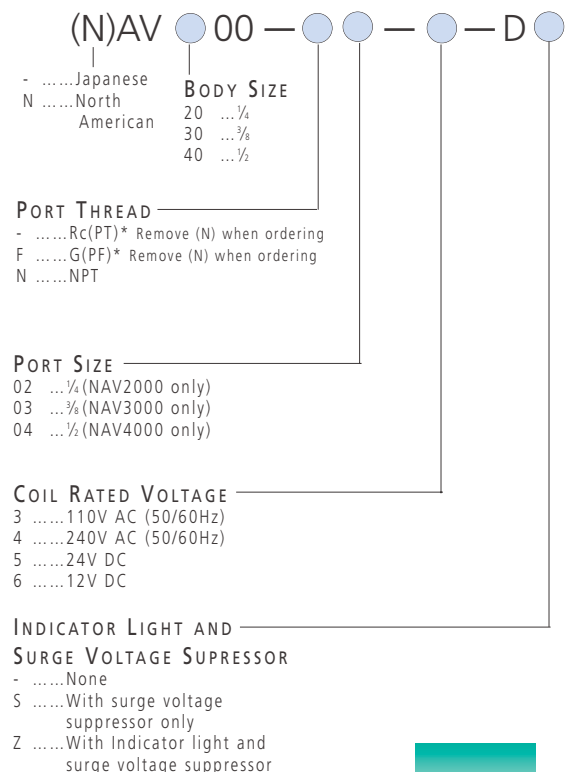 (N)AV 00 — — — D
- ……Japanese
N ……North
American
BODY SIZE
20 …¼
30 …⅜
40 …½
PORT THREAD
- ……Rc(PT)* Remove (N) when ordering
F ……G(PF)* Remove (N) when ordering
N ……NPT
PORT SIZE
02 …¼(NAV2000 only)
03 …⅜(NAV3000 only)
04 …½(NAV4000 only)
COIL RATED VOLTAGE
3 ……110V AC (50/60Hz)
4 ……240V AC (50/60Hz)
5 ……24V DC
6 ……12V DC
INDICATOR LIGHT AND
SURGE VOLTAGE SUPRESSOR
- ……None
S ……With surge voltage
suppressor only
Z ……With Indicator light and
surge voltage suppressor